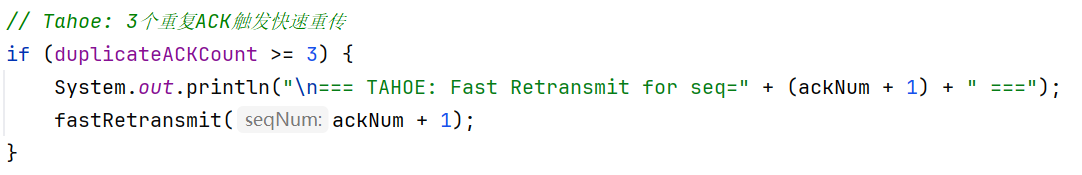 // Tahoe: 3个重复ACK触发快速重传
if (duplicateACKCount >= 3) {
    System.out.println("\n=== TAHOE: Fast Retransmit for seq=" + (ackNum + 1) + " ===");
    fastRetransmit( seqNum: ackNum + 1);
}